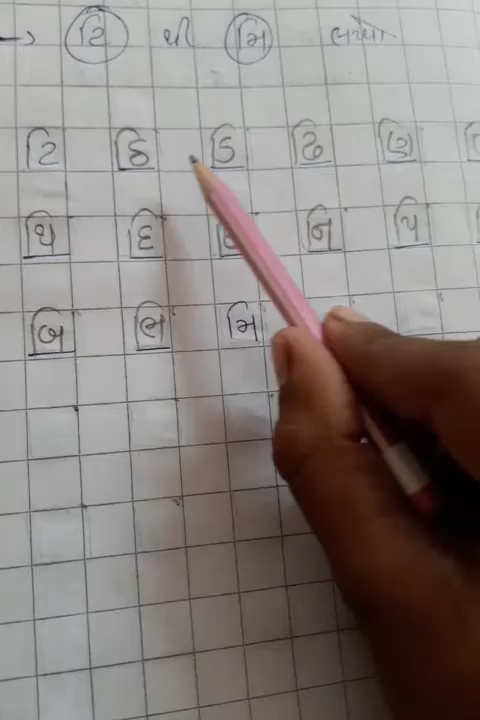 → ટિ થી મિ લખો
ટિ ઠિ ડિ ઢિ ણિ
થિ દિ નિ પિ
બિ ભિ મિ